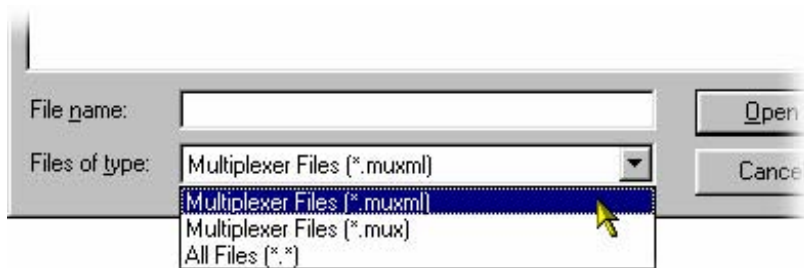 File name:
Open
Files of type: Multiplexer Files (*.muxml)
Cance
Multiplexer Files (*.muxml)
Multiplexer Files (*.mux)
All Files (*.*)